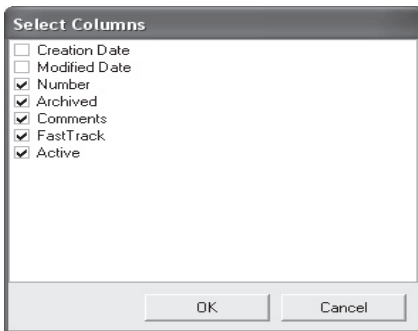 Select Columns
Creation Date
Modified Date
Number
Archived
Comments
FastTrack
Active
OK Cancel